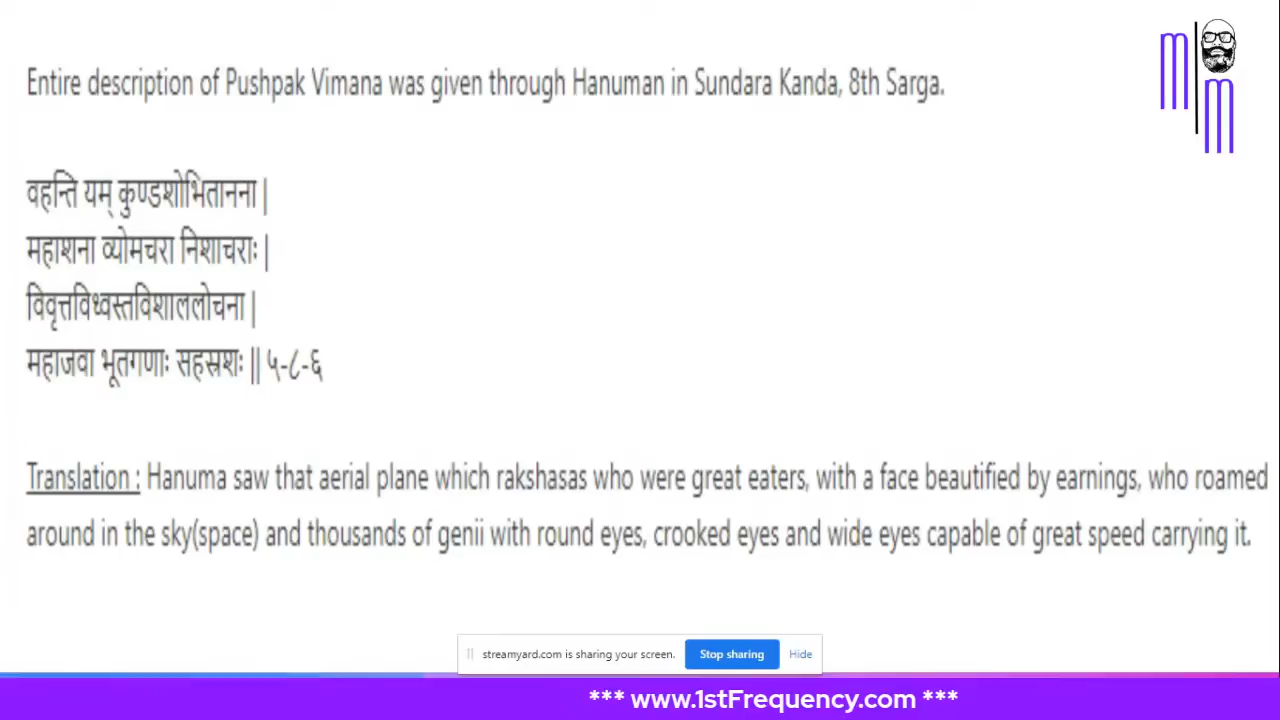 Entire description of Pushpak Vimana was given through Hanuman in Sundara Kanda, 8th Sarga.
वहन्ति यम् कुण्डशोभितानना |
महाशना व्योमचरा निशाचराः |
विवृत्तविध्वस्तविशाललोचना |
महाजवा भूतगणाः सहस्रशः || ५-८-६
Translation : Hanuma saw that aerial plane which rakshasas who were great eaters, with a face beautified by earnings, who roamed
around in the sky(space) and thousands of genii with round eyes, crooked eyes and wide eyes capable of great speed carrying it.
streamyard.com is sharing your screen. Stop sharing Hide
*** www.1stFrequency.com ***